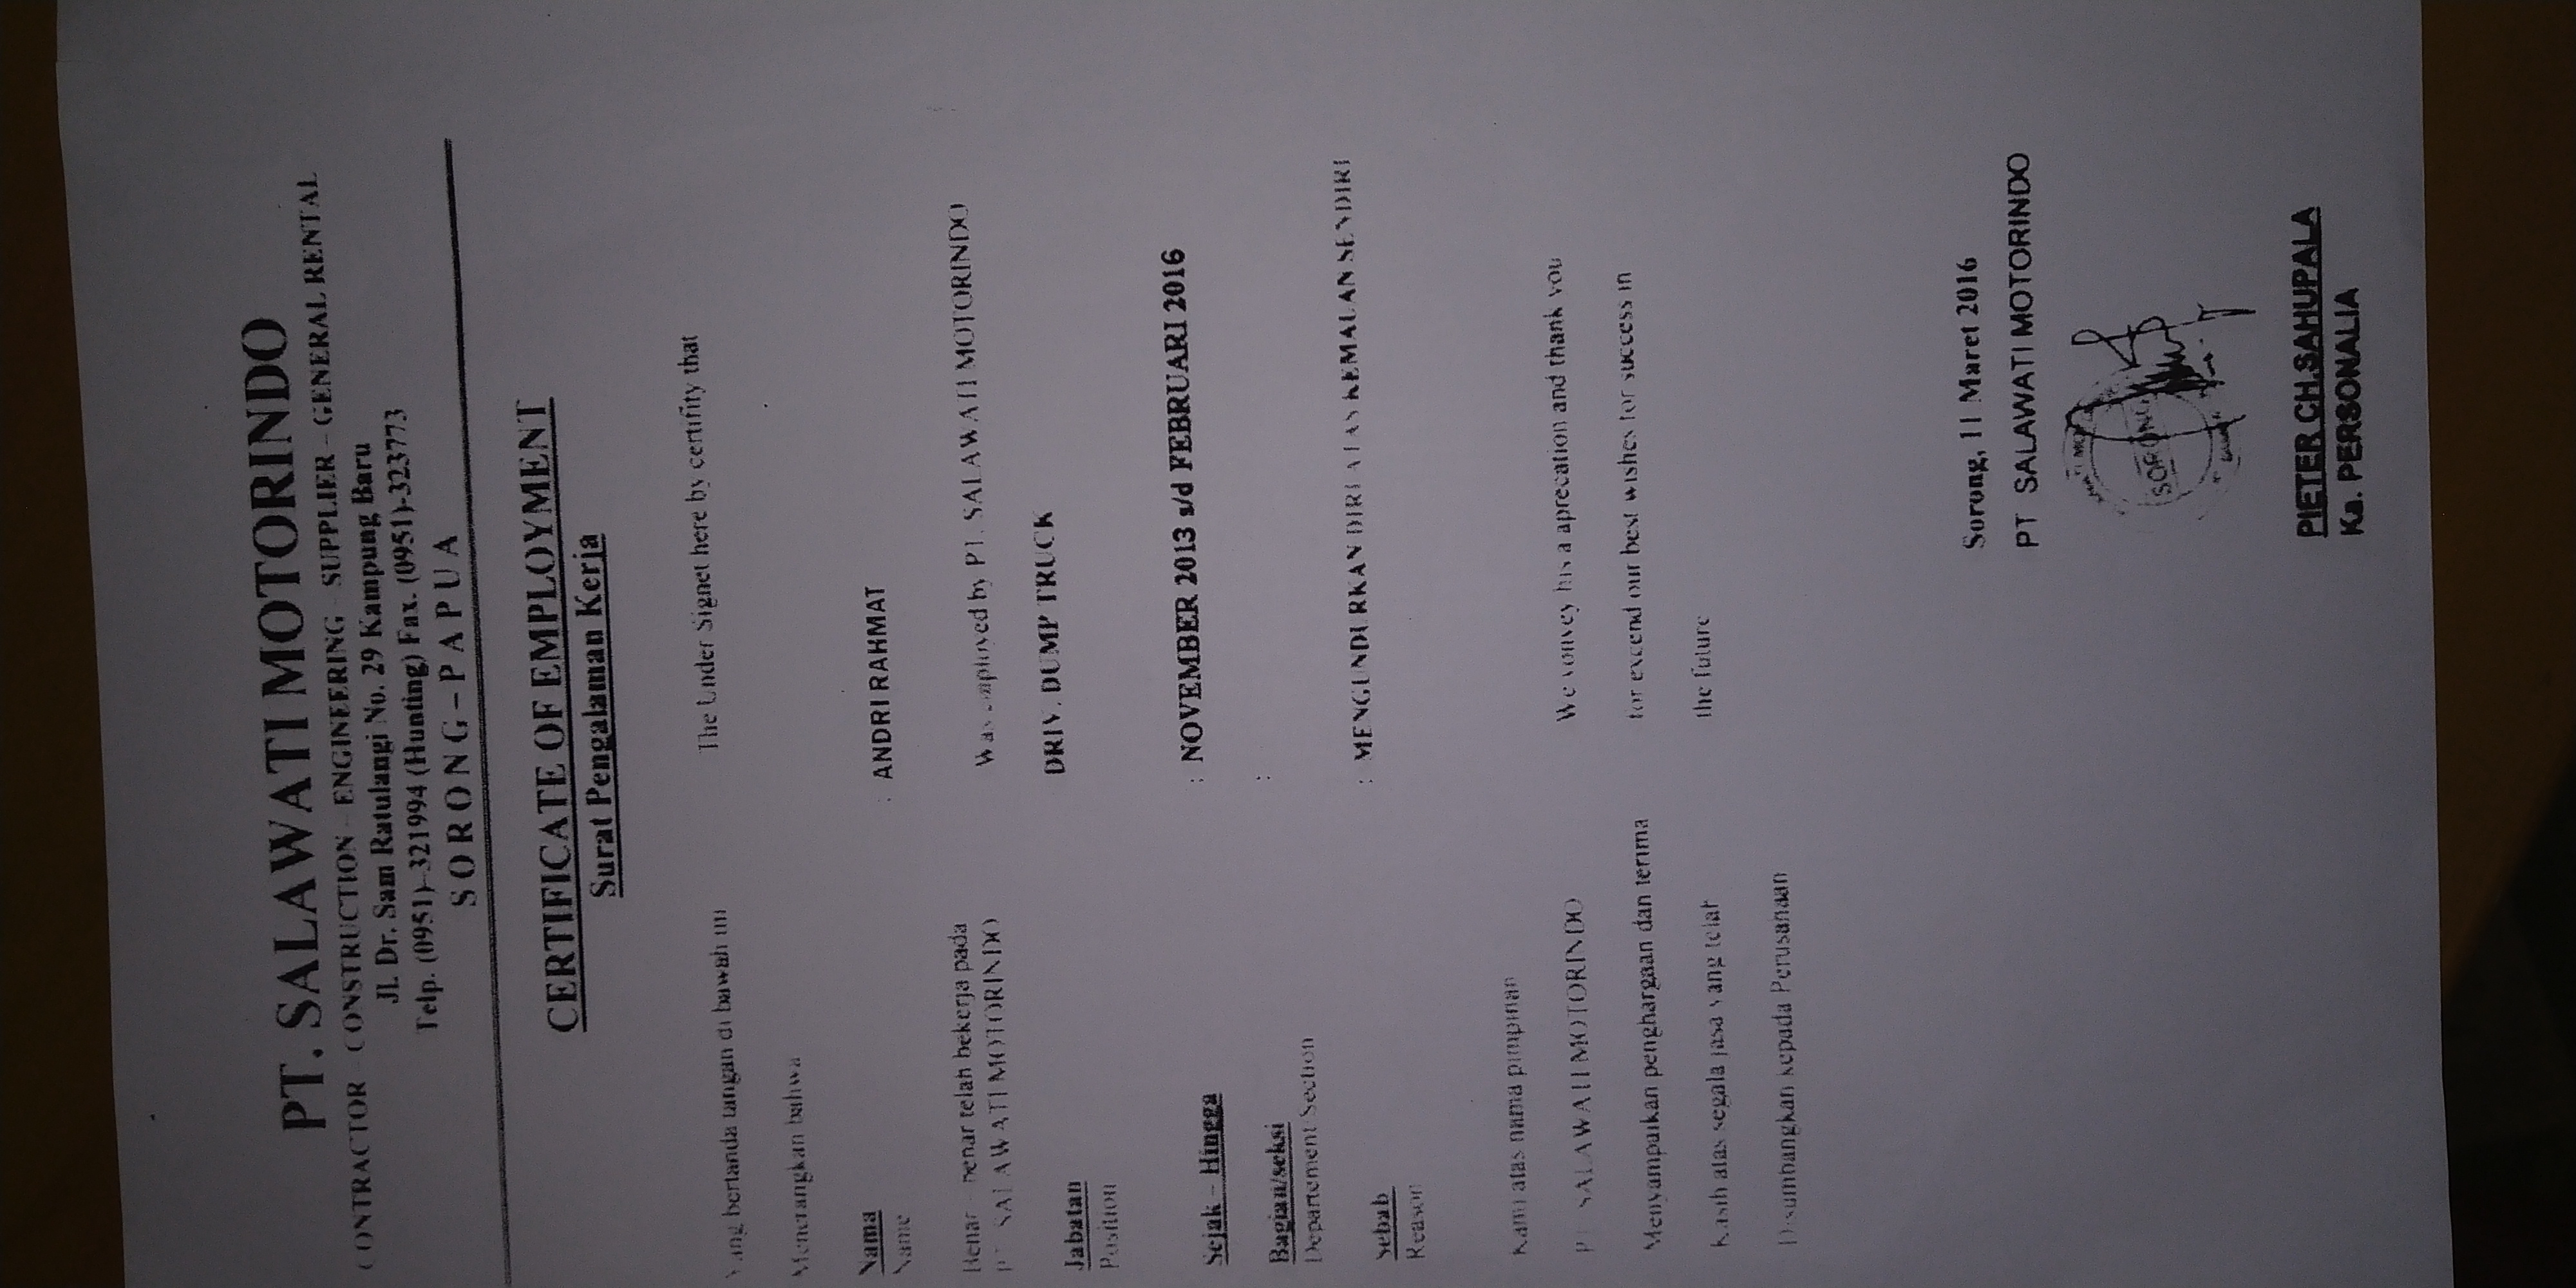 PT. SALAWATI MOTORINDO
CONTRACTOR CONSTRUCTION - ENGINEERING - SUPPLIER - GENERAL RENTAL
Jl. Dr. Sam Ratulangi No. 29 Kampung Baru
Telp. (0951)-321994 (Hunting) Fax. (0951)-323773
SORONG-PAPUA
CERTIFICATE OF EMPLOYMENT
Surat Pengalaman Kerja
Yang bertanda tangan di bawah ini The Under Signet here by certifity that
Menerangkan bahwa
Nama : ANDRI RAHMAT
Name
Benar - benar telah bekerja pada Was employed by PT. SALAWATI MOTORINDO
PT SALAWATI MOTORINDO
Jabatan DRIV. DUMP TRUCK
Position
Sejak - Hingga : NOVEMBER 2013 s/d FEBRUARI 2016
Bagian/seksi :
Departement Section
Sebab : MENGUNDURKAN DIRI ATAS KEMAUAN SENDIRI
Reason
Kami atas nama pimpinan
PT SALAWATI MOTORINDO We convey his a apreciation and thank you
Menyampaikan penghargaan dan terima for excend our best wishes for success in
Kasih atas segala jasa yang telah the future
Disumbangkan kepada Perusahaan
Sorong, 11 Maret 2016
PT SALAWATI MOTORINDO
SORONG
PIETER CH.SAHUPALA
Ka. PERSONALIA